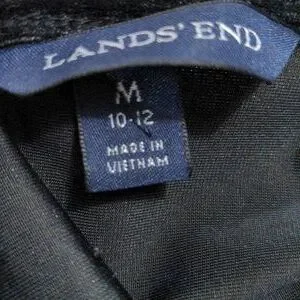 LANDS' END
M
10-12
MADE IN
VIETNAM